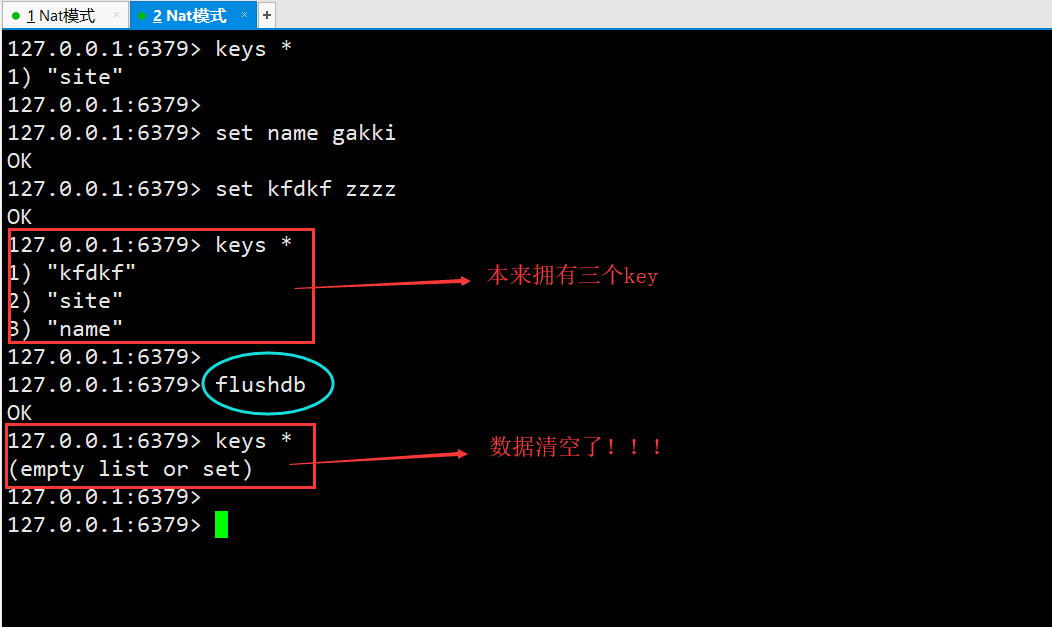 1 Nat模式 × 2 Nat模式 × +
127.0.0.1:6379> keys *
1) "site"
127.0.0.1:6379>
127.0.0.1:6379> set name gakki
OK
127.0.0.1:6379> set kfdkf zzzz
OK
127.0.0.1:6379> keys *
1) "kfdkf"
本来拥有三个key
2) "site"
3) "name"
127.0.0.1:6379>
127.0.0.1:6379> flushdb
OK
127.0.0.1:6379> keys *
数据清空了！！！
(empty list or set)
127.0.0.1:6379>
127.0.0.1:6379>